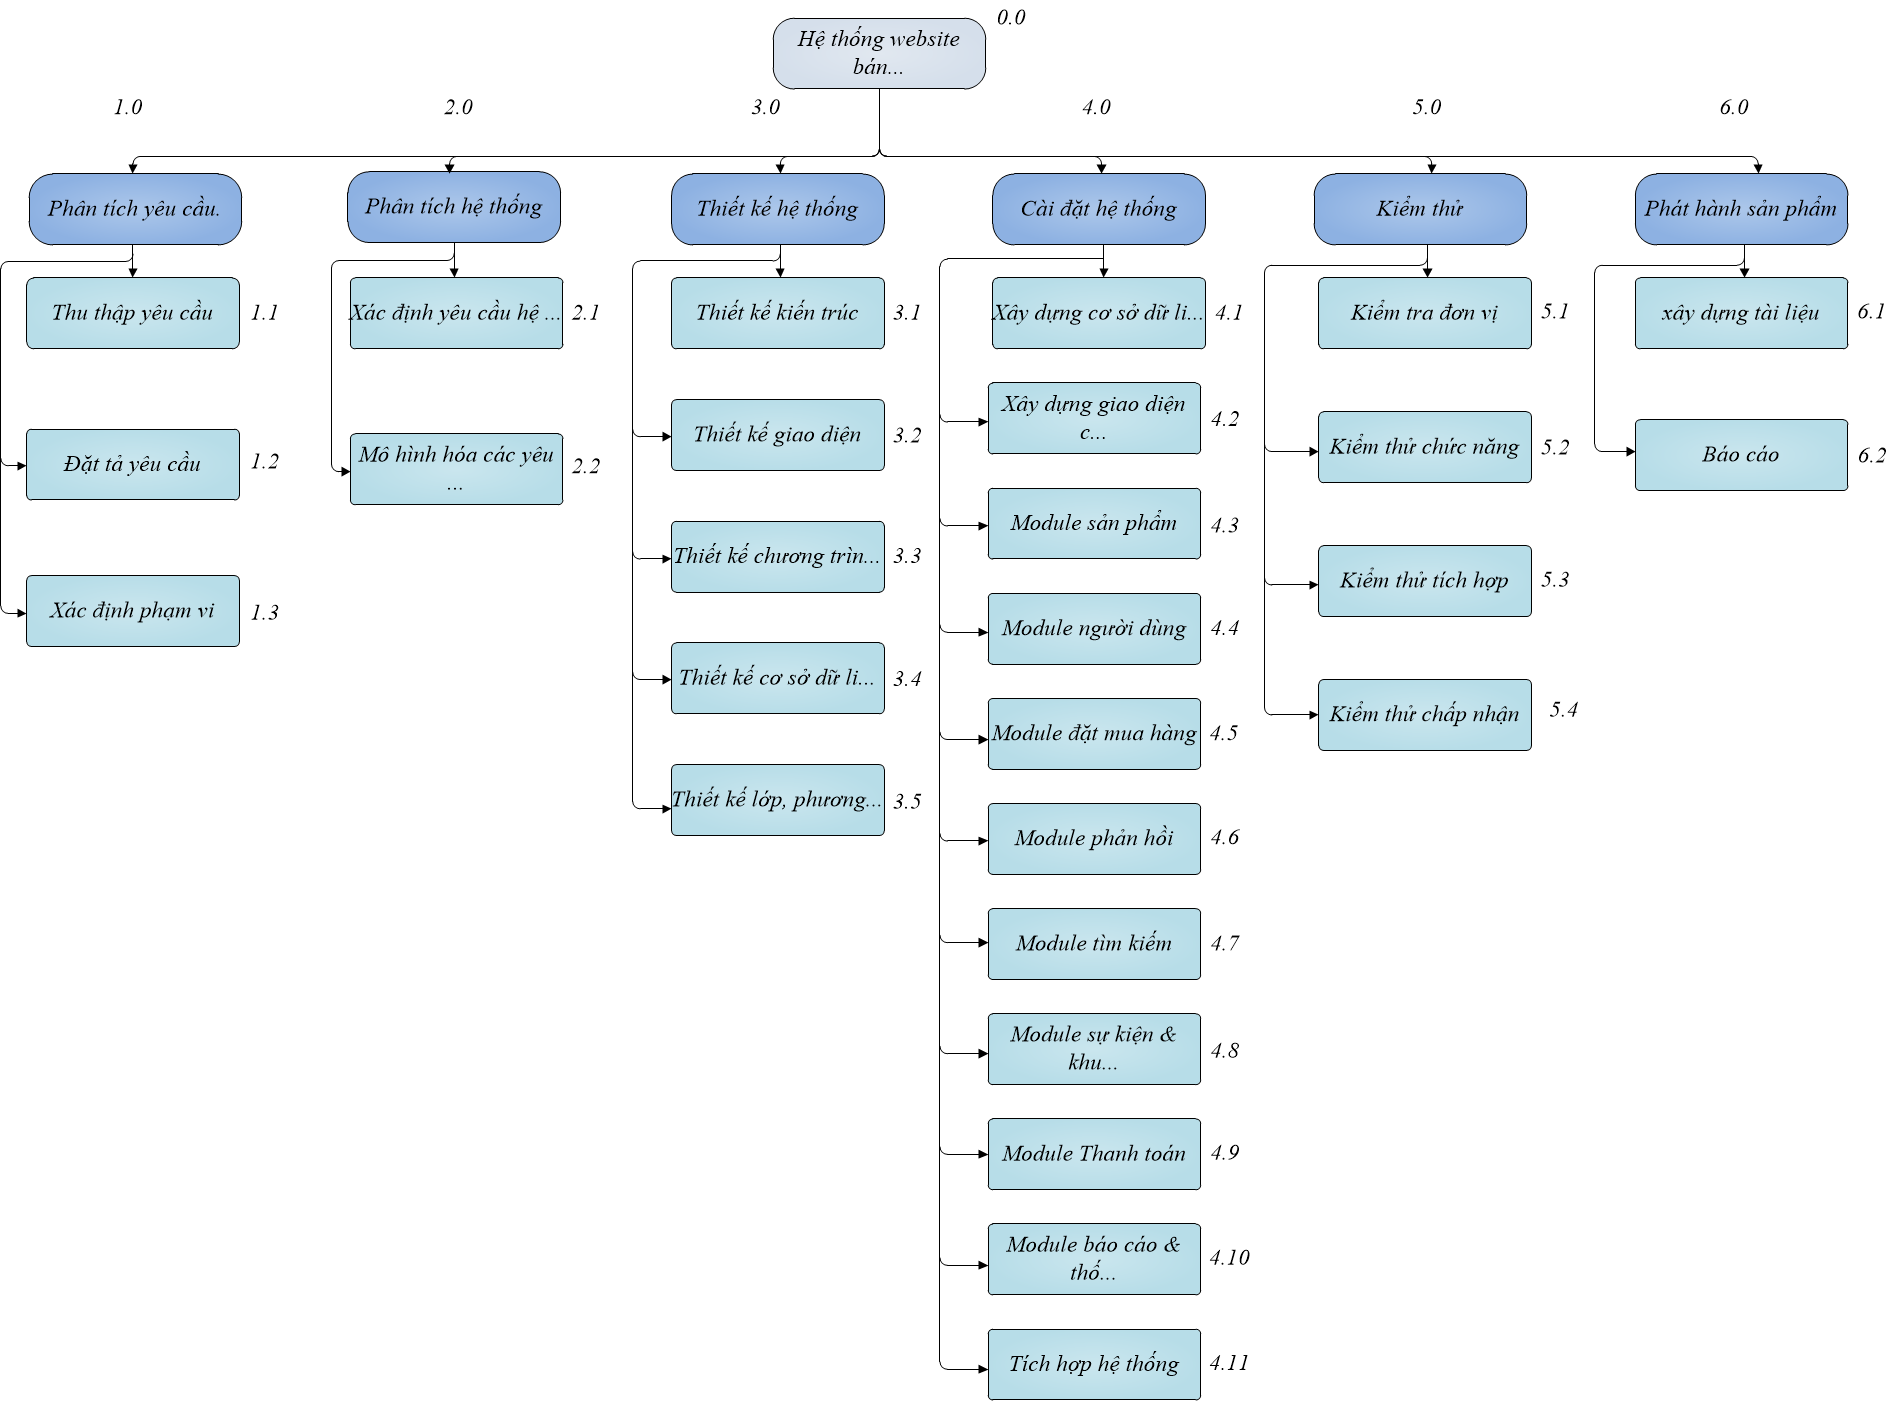 0.0
Hệ thống website
bán...
1.0
2.0
3.0
4.0
5.0
6.0
Phân tích yêu cầu.
Phân tích hệ thống
Thiết kế hệ thống
Cài đặt hệ thống
Kiểm thử
Phát hành sản phẩm
Thu thập yêu cầu
1.1
Đặt tả yêu cầu
1.2
Xác định phạm vi
1.3
Xác định yêu cầu hệ ...
2.1
Mô hình hóa các yêu
...
2.2
Thiết kế kiến trúc
3.1
Thiết kế giao diện
3.2
Thiết kế chương trìn...
3.3
Thiết kế cơ sở dữ li...
3.4
Thiết kế lớp, phương...
3.5
Xây dựng cơ sở dữ li...
4.1
Xây dựng giao diện
c...
4.2
Module sản phẩm
4.3
Module người dùng
4.4
Module đặt mua hàng
4.5
Module phản hồi
4.6
Module tìm kiếm
4.7
Module sự kiện &
khu...
4.8
Module Thanh toán
4.9
Module báo cáo &
thố...
4.10
Tích hợp hệ thống
4.11
Kiểm tra đơn vị
5.1
Kiểm thử chức năng
5.2
Kiểm thử tích hợp
5.3
Kiểm thử chấp nhận
5.4
xây dựng tài liệu
6.1
Báo cáo
6.2